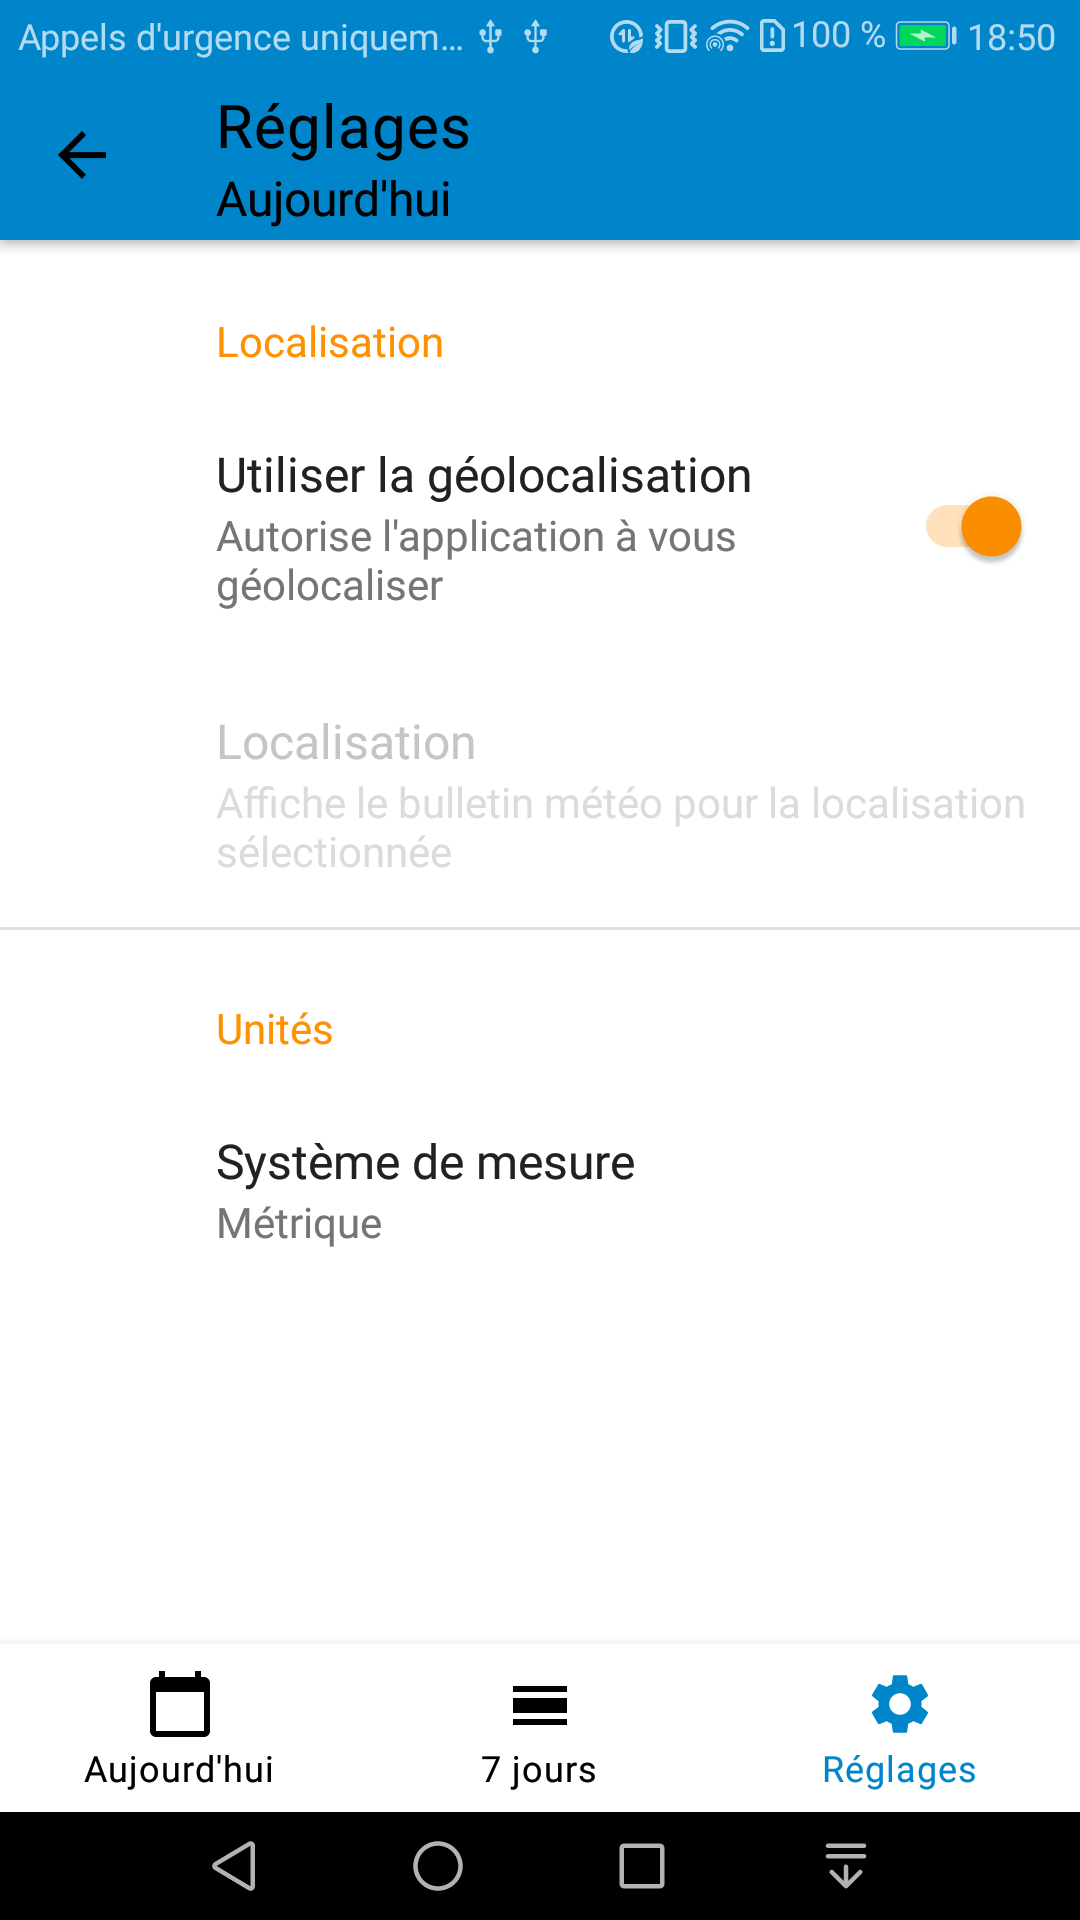 Appels d'urgence uniquem... 100 % 18:50
Réglages
Aujourd'hui
Localisation
Utiliser la géolocalisation
Autorise l'application à vous
géolocaliser
Localisation
Affiche le bulletin météo pour la localisation
sélectionnée
Unités
Système de mesure
Métrique
Aujourd'hui 7 jours Réglages